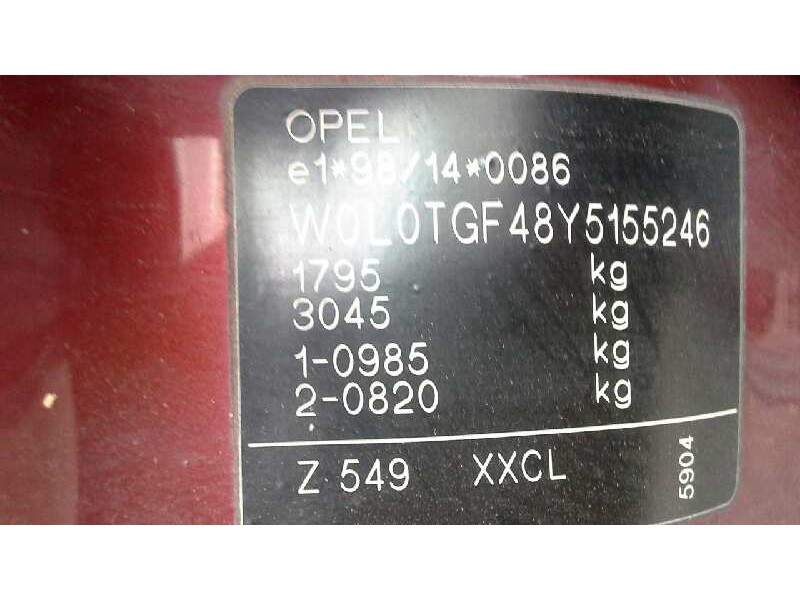 OPEL
e1*98/14*0086
W0L0TGF48Y5155246
1795 kg
3045 kg
1-0985 kg
2-0820 kg
Z 549 XXCL
5904